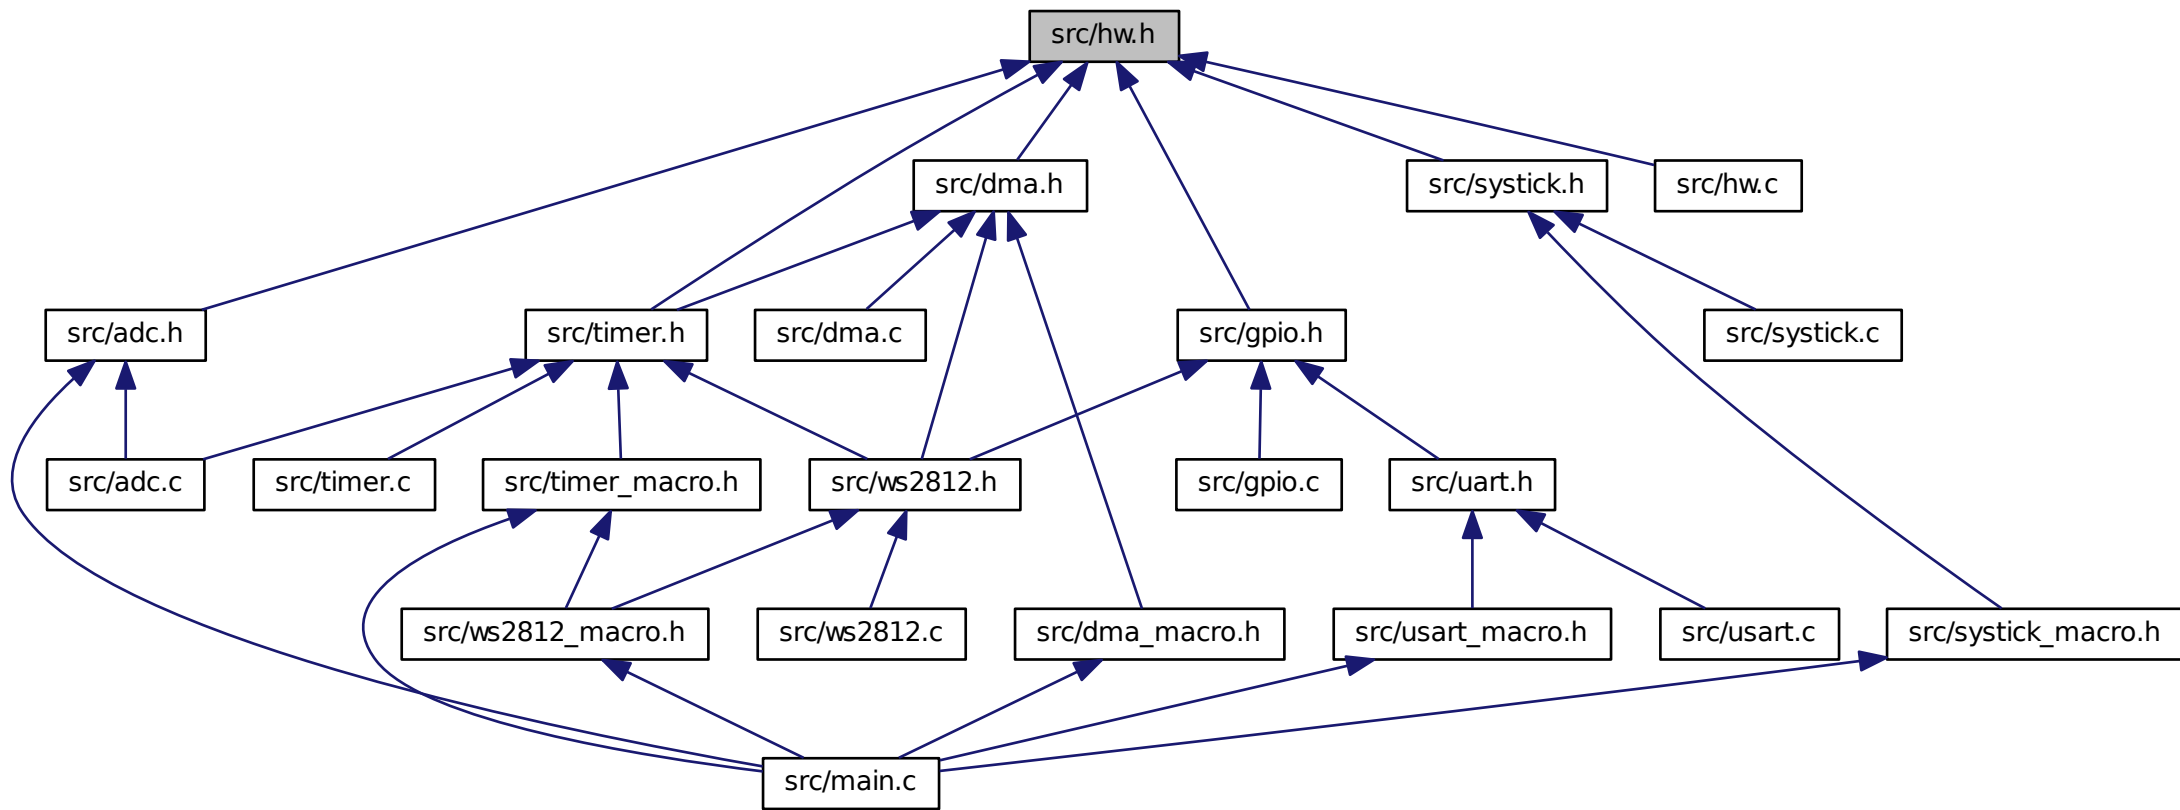 src/hw.h
src/dma.h
src/systick.h
src/hw.c
src/adc.h
src/timer.h
src/dma.c
src/gpio.h
src/systick.c
src/adc.c
src/timer.c
src/timer_macro.h
src/ws2812.h
src/gpio.c
src/uart.h
src/ws2812_macro.h
src/ws2812.c
src/dma_macro.h
src/usart_macro.h
src/usart.c
src/systick_macro.h
src/main.c